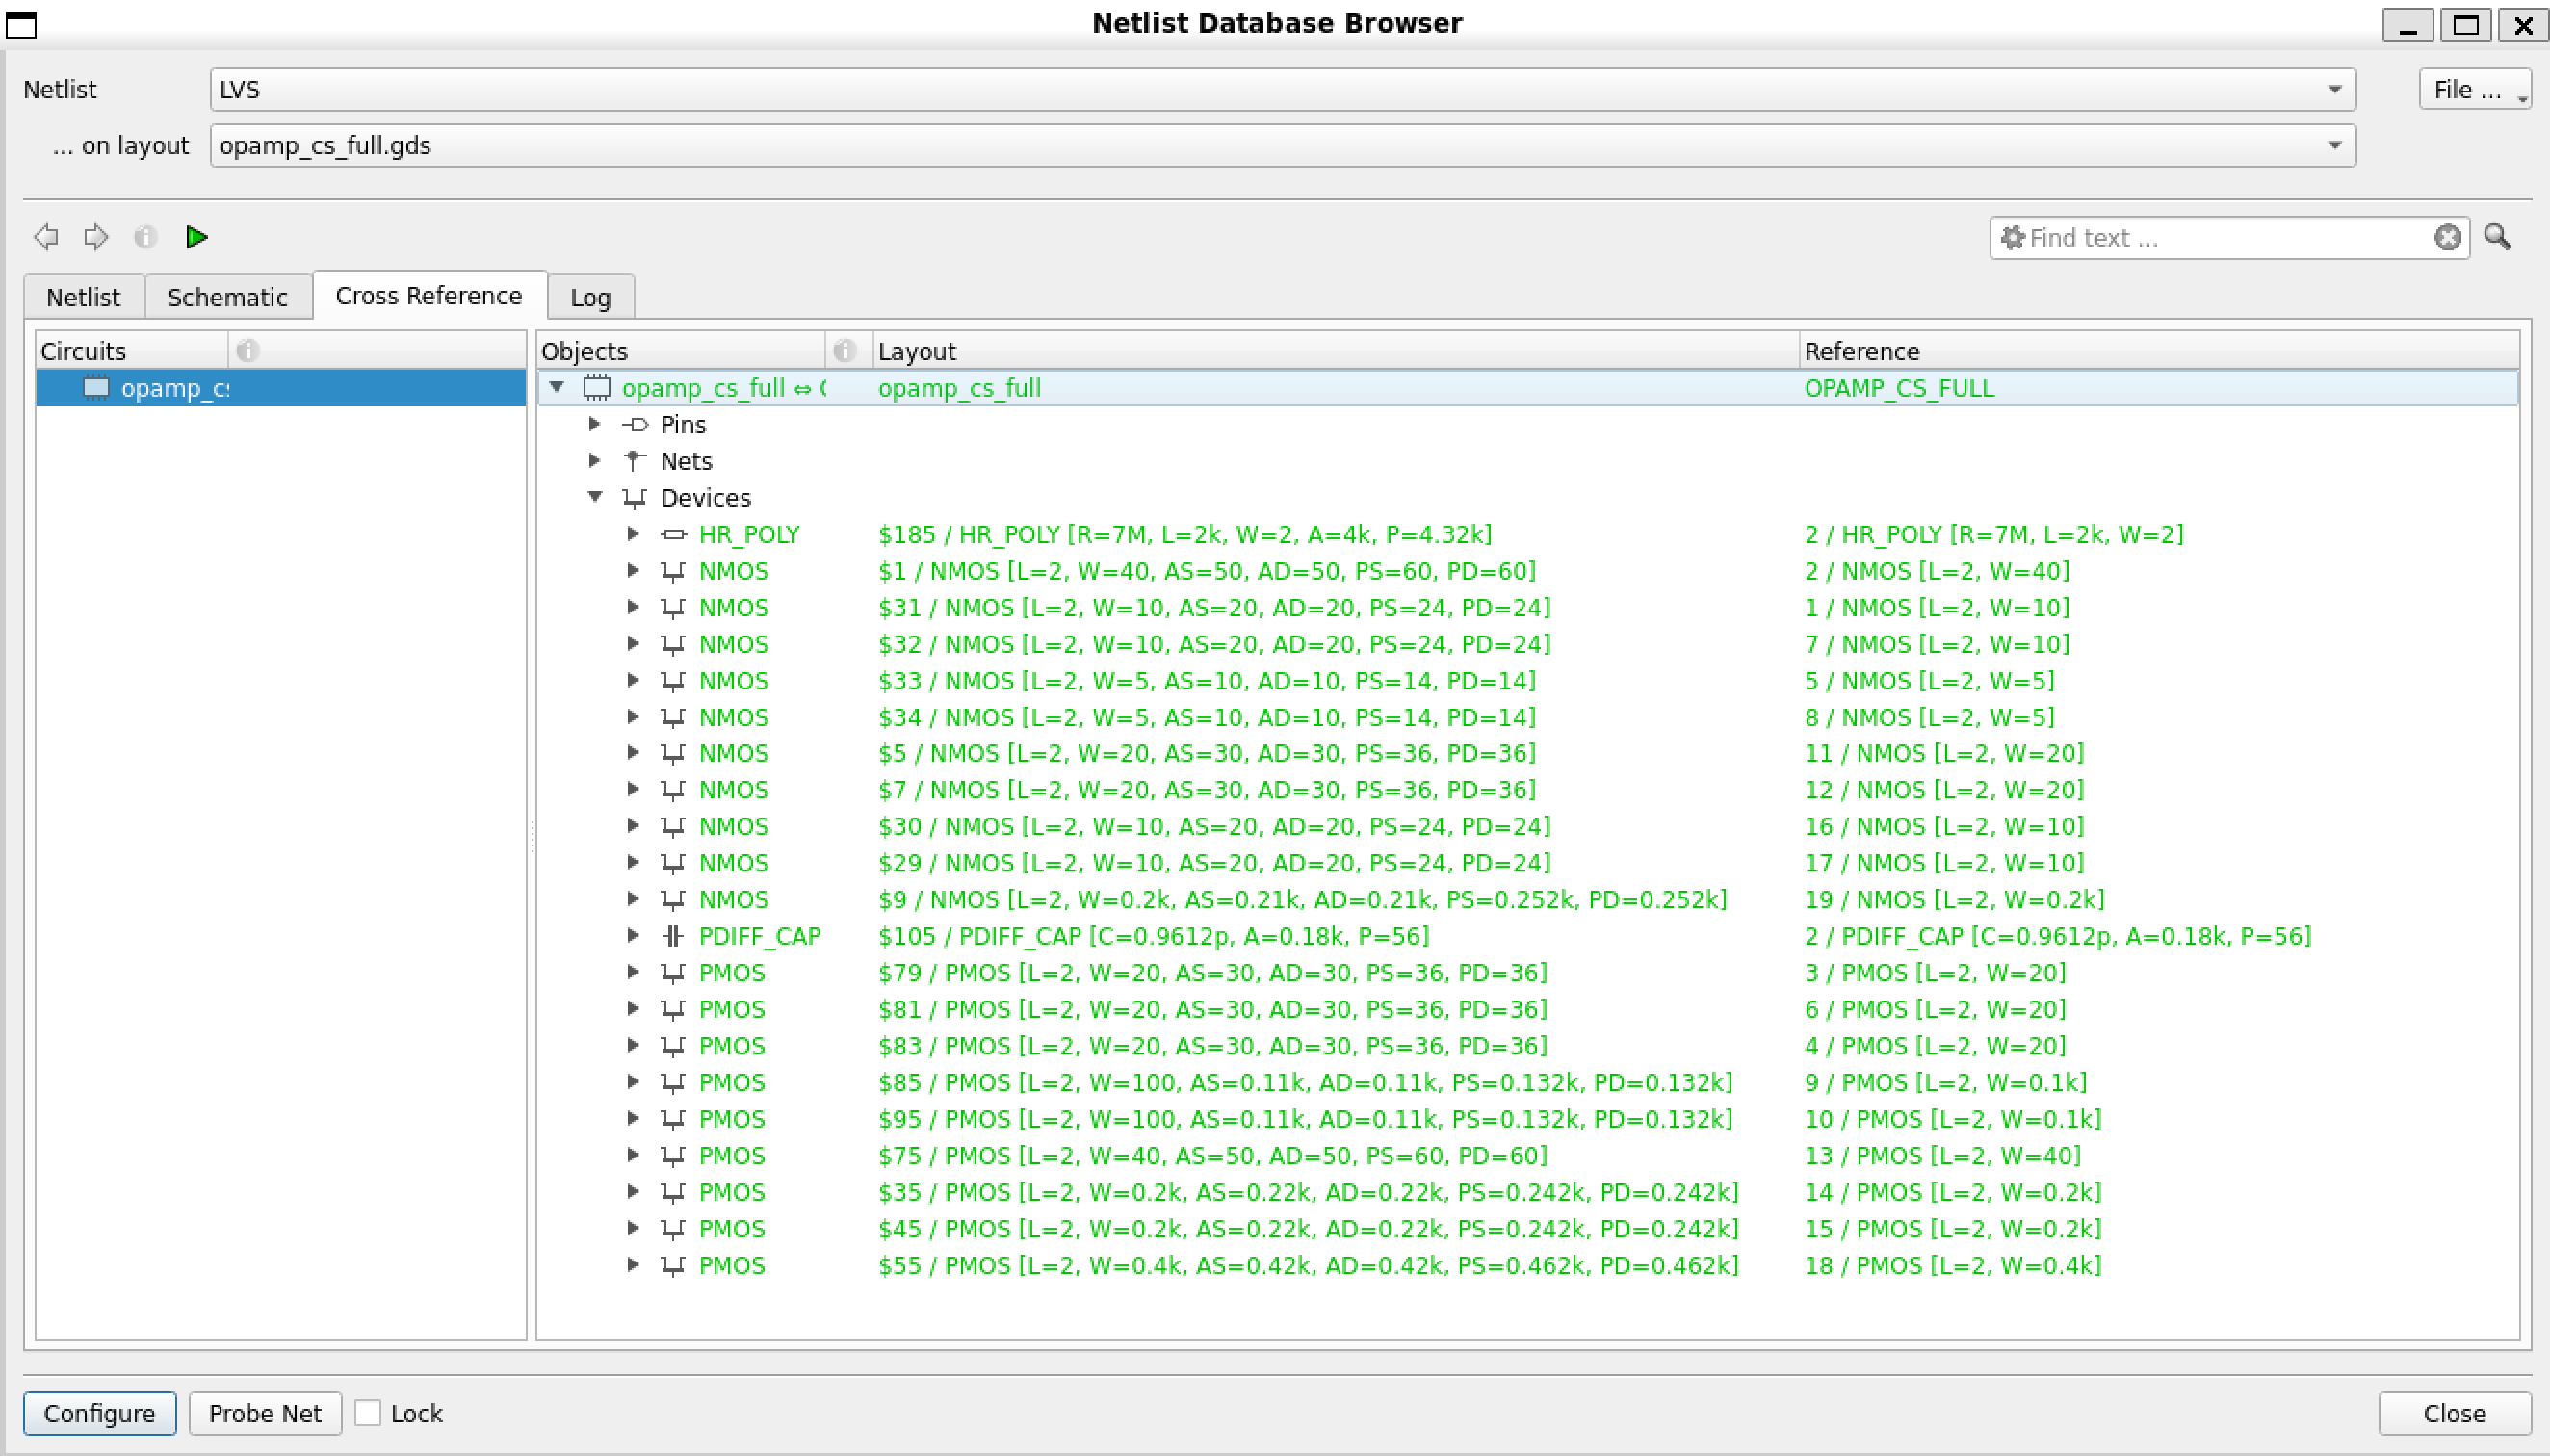 Netlist Database Browser
Netlist LVS File ...
... on layout opamp_cs_full.gds
Find text ...
Netlist Schematic Cross Reference Log
Circuits Objects Layout Reference
opamp_cs opamp_cs_full ⇔ opamp_cs_full OPAMP_CS_FULL
Pins
Nets
Devices
HR_POLY $185 / HR_POLY [R=7M, L=2k, W=2, A=4k, P=4.32k] 2 / HR_POLY [R=7M, L=2k, W=2]
NMOS $1 / NMOS [L=2, W=40, AS=50, AD=50, PS=60, PD=60] 2 / NMOS [L=2, W=40]
NMOS $31 / NMOS [L=2, W=10, AS=20, AD=20, PS=24, PD=24] 1 / NMOS [L=2, W=10]
NMOS $32 / NMOS [L=2, W=10, AS=20, AD=20, PS=24, PD=24] 7 / NMOS [L=2, W=10]
NMOS $33 / NMOS [L=2, W=5, AS=10, AD=10, PS=14, PD=14] 5 / NMOS [L=2, W=5]
NMOS $34 / NMOS [L=2, W=5, AS=10, AD=10, PS=14, PD=14] 8 / NMOS [L=2, W=5]
NMOS $5 / NMOS [L=2, W=20, AS=30, AD=30, PS=36, PD=36] 11 / NMOS [L=2, W=20]
NMOS $7 / NMOS [L=2, W=20, AS=30, AD=30, PS=36, PD=36] 12 / NMOS [L=2, W=20]
NMOS $30 / NMOS [L=2, W=10, AS=20, AD=20, PS=24, PD=24] 16 / NMOS [L=2, W=10]
NMOS $29 / NMOS [L=2, W=10, AS=20, AD=20, PS=24, PD=24] 17 / NMOS [L=2, W=10]
NMOS $9 / NMOS [L=2, W=0.2k, AS=0.21k, AD=0.21k, PS=0.252k, PD=0.252k] 19 / NMOS [L=2, W=0.2k]
PDIFF_CAP $105 / PDIFF_CAP [C=0.9612p, A=0.18k, P=56] 2 / PDIFF_CAP [C=0.9612p, A=0.18k, P=56]
PMOS $79 / PMOS [L=2, W=20, AS=30, AD=30, PS=36, PD=36] 3 / PMOS [L=2, W=20]
PMOS $81 / PMOS [L=2, W=20, AS=30, AD=30, PS=36, PD=36] 6 / PMOS [L=2, W=20]
PMOS $83 / PMOS [L=2, W=20, AS=30, AD=30, PS=36, PD=36] 4 / PMOS [L=2, W=20]
PMOS $85 / PMOS [L=2, W=100, AS=0.11k, AD=0.11k, PS=0.132k, PD=0.132k] 9 / PMOS [L=2, W=0.1k]
PMOS $95 / PMOS [L=2, W=100, AS=0.11k, AD=0.11k, PS=0.132k, PD=0.132k] 10 / PMOS [L=2, W=0.1k]
PMOS $75 / PMOS [L=2, W=40, AS=50, AD=50, PS=60, PD=60] 13 / PMOS [L=2, W=40]
PMOS $35 / PMOS [L=2, W=0.2k, AS=0.22k, AD=0.22k, PS=0.242k, PD=0.242k] 14 / PMOS [L=2, W=0.2k]
PMOS $45 / PMOS [L=2, W=0.2k, AS=0.22k, AD=0.22k, PS=0.242k, PD=0.242k] 15 / PMOS [L=2, W=0.2k]
PMOS $55 / PMOS [L=2, W=0.4k, AS=0.42k, AD=0.42k, PS=0.462k, PD=0.462k] 18 / PMOS [L=2, W=0.4k]
Configure Probe Net Lock Close